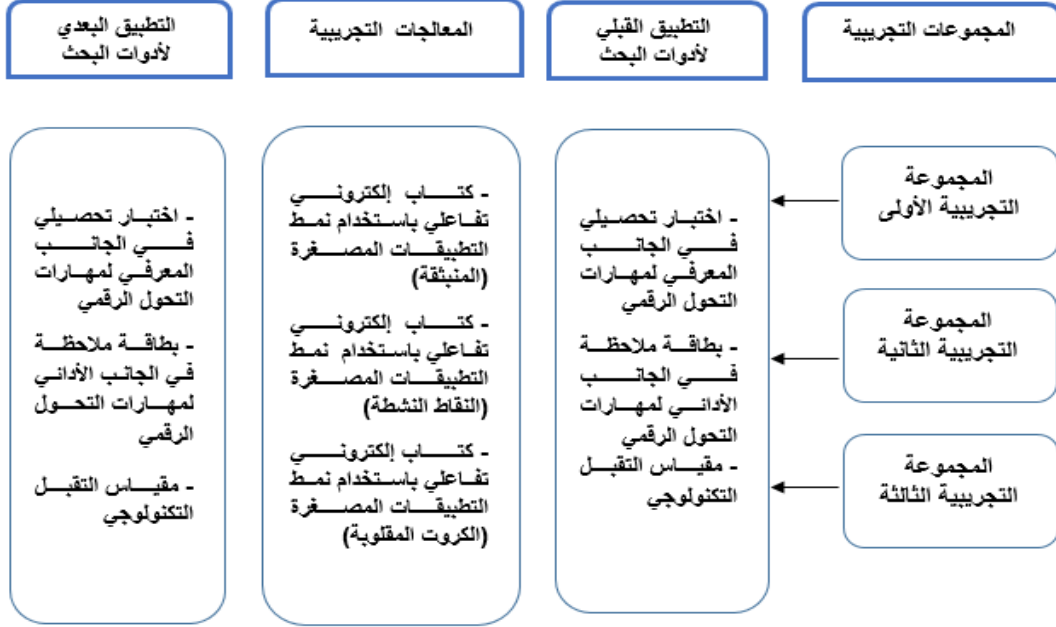 المجموعات التجريبية
التطبيق القبلي
لأدوات البحث
المعالجات التجريبية
التطبيق البعدي
لأدوات البحث
المجموعة
التجريبية الأولى
المجموعة
التجريبية الثانية
المجموعة
التجريبية الثالثة
- اختبار تحصيلي
في الجانب
المعرفي لمهارات
التحول الرقمي
- بطاقة ملاحظة
في الجانب
الأدائي لمهارات
التحول الرقمي
- مقياس التقبل
التكنولوجي
- كتاب إلكتروني
تفاعلي باستخدام نمط
التطبيقات المصغرة
(المنبثقة)
- كتاب إلكتروني
تفاعلي باستخدام نمط
التطبيقات المصغرة
(النقاط النشطة)
- كتاب إلكتروني
تفاعلي باستخدام نمط
التطبيقات المصغرة
(الكروت المقلوبة)
- اختبار تحصيلي
في الجانب
المعرفي لمهارات
التحول الرقمي
- بطاقة ملاحظة
في الجانب الأدائي
لمهارات التحول
الرقمي
- مقياس التقبل
التكنولوجي